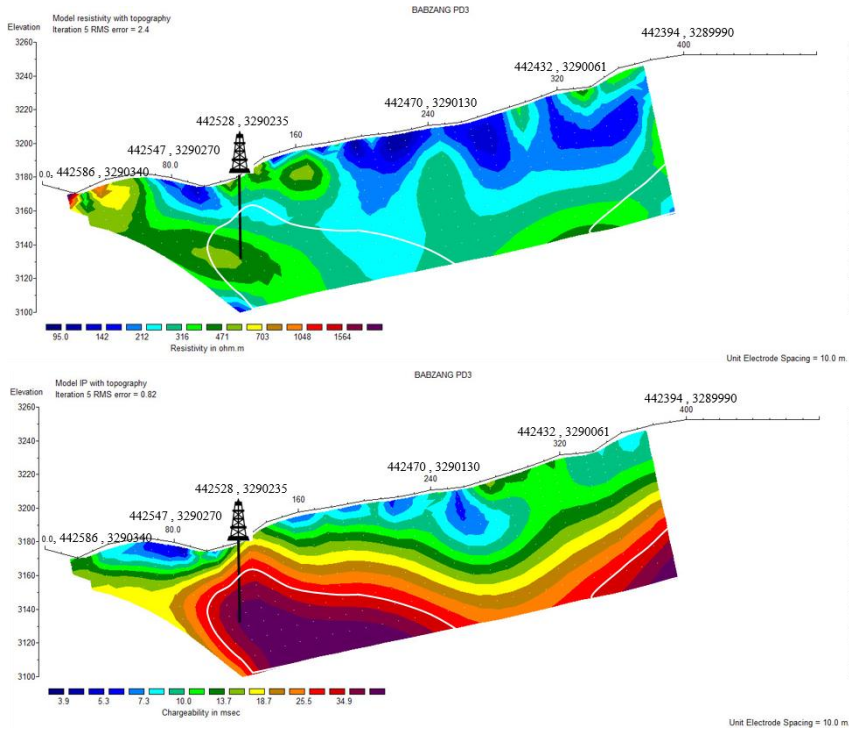 BABZANG PD3
Model resistivity with topography
Iteration 5 RMS error = 2.4
Elevation
3260
3240
3220
3200
3180
3160
3140
3120
3100
442394 , 3289990
400
442432 , 3290061
320
442470 , 3290130
240
442528 , 3290235
160
442547 , 3290270
80.0
0.0 442586 , 3290340
95.0 142 212 316 471 703 1048 1564
Resistivity in ohm.m
Unit Electrode Spacing = 10.0 m.
BABZANG PD3
Model IP with topography
Iteration 5 RMS error = 0.82
Elevation
3260
3240
3220
3200
3180
3160
3140
3120
3100
442394 , 3289990
400
442432 , 3290061
320
442470 , 3290130
240
442528 , 3290235
160
442547 , 3290270
80.0
0.0 442586 , 3290340
3.9 5.3 7.3 10.0 13.7 18.7 25.5 34.9
Chargeability in msec
Unit Electrode Spacing = 10.0 m.